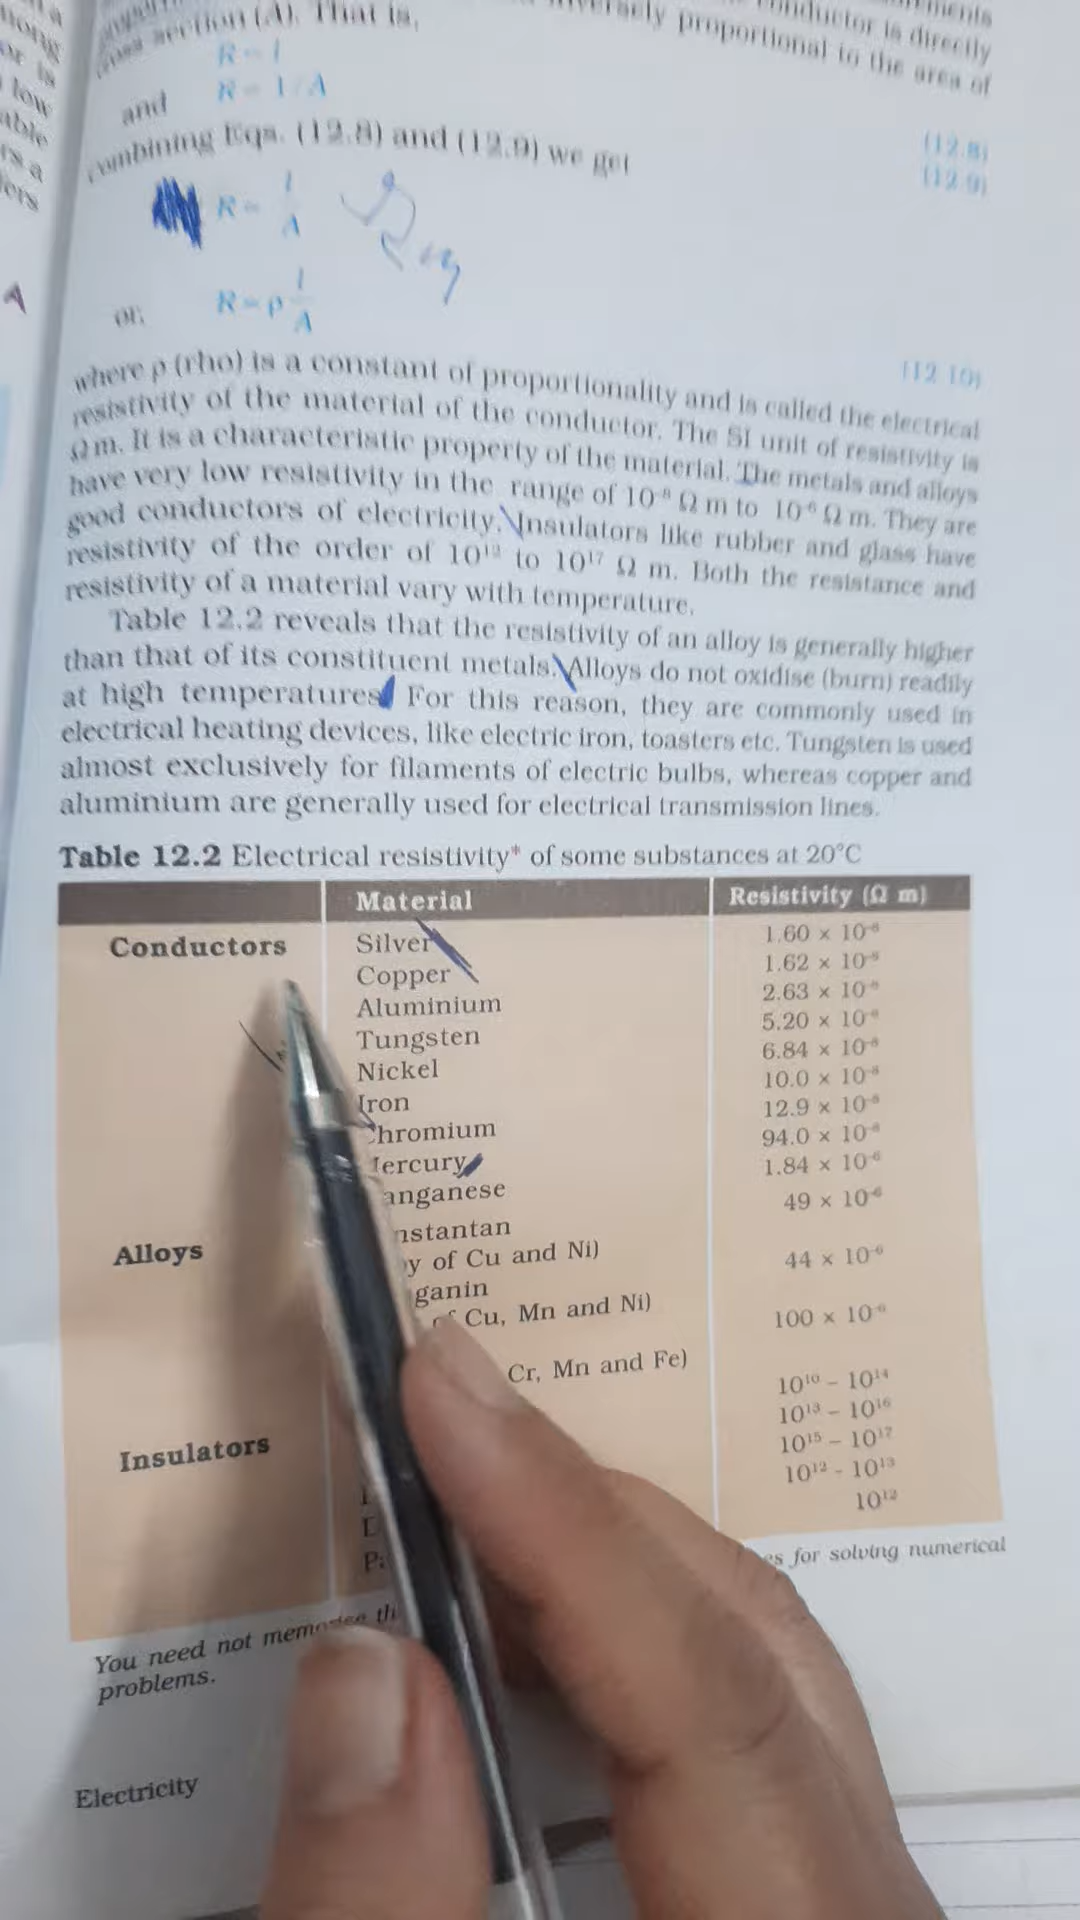 conductor is directly
inversely proportional to the area of
cross section (A). That is,
R ∝ l
(12.8)
and R ∝ 1/A
(12.9)
combining Eqs. (12.8) and (12.9) we get
R ∝ l/A
or, R = ρ l/A
(12.10)
where ρ (rho) is a constant of proportionality and is called the electrical
resistivity of the material of the conductor. The SI unit of resistivity is
Ω m. It is a characteristic property of the material. The metals and alloys
have very low resistivity in the range of 10⁻⁸ Ω m to 10⁻⁶ Ω m. They are
good conductors of electricity. Insulators like rubber and glass have
resistivity of the order of 10¹² to 10¹⁷ Ω m. Both the resistance and
resistivity of a material vary with temperature.
Table 12.2 reveals that the resistivity of an alloy is generally higher
than that of its constituent metals. Alloys do not oxidise (burn) readily
at high temperatures. For this reason, they are commonly used in
electrical heating devices, like electric iron, toasters etc. Tungsten is used
almost exclusively for filaments of electric bulbs, whereas copper and
aluminium are generally used for electrical transmission lines.
Table 12.2 Electrical resistivity* of some substances at 20°C
Material Resistivity (Ω m)
Conductors Silver 1.60 × 10⁻⁸
Copper 1.62 × 10⁻⁸
Aluminium 2.63 × 10⁻⁸
Tungsten 5.20 × 10⁻⁸
Nickel 6.84 × 10⁻⁸
Iron 10.0 × 10⁻⁸
Chromium 12.9 × 10⁻⁸
Mercury 94.0 × 10⁻⁸
anganese 1.84 × 10⁻⁶
Alloys nstantan 49 × 10⁻⁶
y of Cu and Ni)
ganin 44 × 10⁻⁶
Cu, Mn and Ni)
100 × 10⁻⁶
Cr, Mn and Fe)
Insulators 10¹⁰ – 10¹⁴
10¹³ – 10¹⁶
10¹⁵ – 10¹⁷
10¹² - 10¹³
10¹²
You need not memorise th es for solving numerical
problems.
Electricity